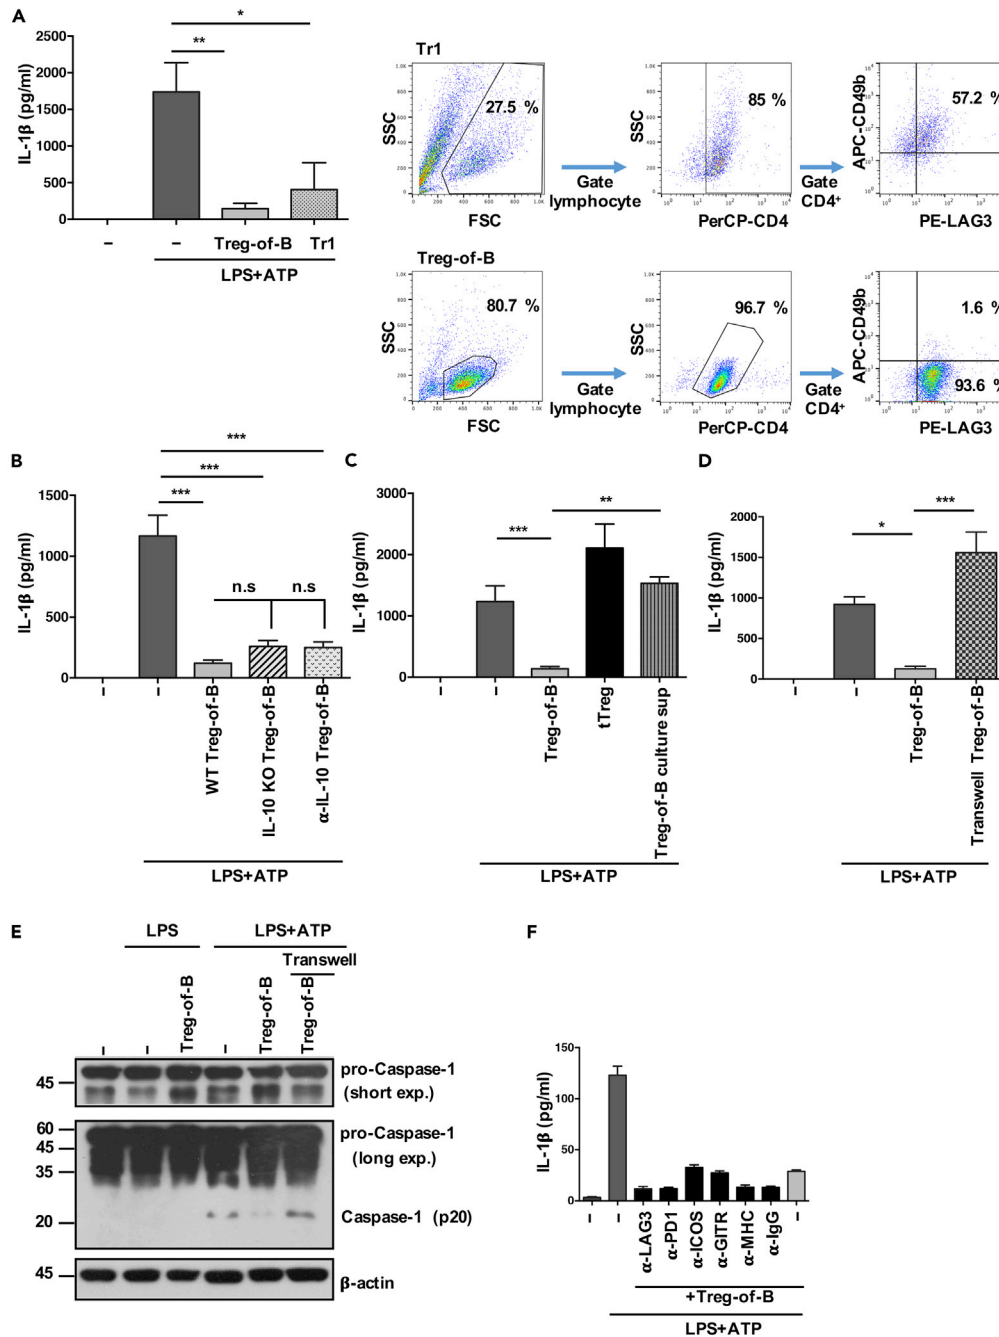 A
*
**
2500
2000
1500
1000
500
0
IL-1β (pg/ml)
–
–
Treg-of-B
Tr1
LPS+ATP
Tr1
27.5 %
SSC
FSC
Gate
lymphocyte
85 %
SSC
PerCP-CD4
Gate
CD4+
57.2 %
APC-CD49b
PE-LAG3
Treg-of-B
80.7 %
SSC
FSC
Gate
lymphocyte
96.7 %
SSC
PerCP-CD4
Gate
CD4+
1.6 %
93.6 %
APC-CD49b
PE-LAG3
B
***
***
***
n.s
n.s
1500
1000
500
0
IL-1β (pg/ml)
–
–
WT Treg-of-B
IL-10 KO Treg-of-B
α-IL-10 Treg-of-B
LPS+ATP
C
**
***
3000
2000
1000
0
IL-1β (pg/ml)
–
–
Treg-of-B
tTreg
Treg-of-B culture sup
LPS+ATP
D
***
*
2000
1500
1000
500
0
IL-1β (pg/ml)
–
–
Treg-of-B
Transwell Treg-of-B
LPS+ATP
E
LPS
LPS+ATP
Transwell
–
–
Treg-of-B
–
Treg-of-B
Treg-of-B
45
pro-Caspase-1
(short exp.)
60
45
35
20
pro-Caspase-1
(long exp.)
Caspase-1 (p20)
45
β-actin
F
150
100
50
0
IL-1β (pg/ml)
–
–
α-LAG3
α-PD1
α-ICOS
α-GITR
α-MHC
α-IgG
–
+Treg-of-B
LPS+ATP